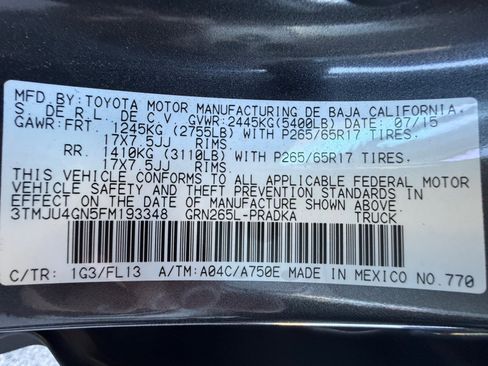 MFD. BY: TOYOTA MOTOR MANUFACTURING DE BAJA CALIFORNIA,
S. DE R.L. DE C.V. GVWR: 2445KG(5400LB) DATE: 07/15
GAWR: FRT. 1245KG (2755LB) WITH P265/65R17 TIRES,
17X7.5JJ RIMS
RR. 1410KG (3110LB) WITH P265/65R17 TIRES,
17X7.5JJ RIMS
THIS VEHICLE CONFORMS TO ALL APPLICABLE FEDERAL MOTOR
VEHICLE SAFETY AND THEFT PREVENTION STANDARDS IN
EFFECT ON THE DATE OF MANUFACTURE SHOWN ABOVE.
3TMJU4GN5FM193348 GRN265L-PRADKA TRUCK
C/TR: 1G3/FL13 A/TM: A04C/A750E MADE IN MEXICO NO.770